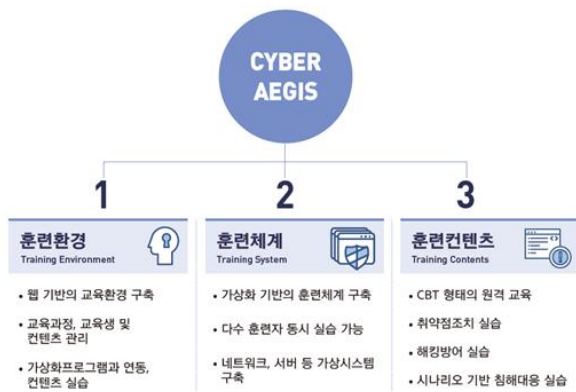 CYBER
AEGIS
1
훈련환경
Training Environment
• 웹 기반의 교육환경 구축
• 교육과정, 교육생 및
컨텐츠 관리
• 가상화프로그램과 연동,
컨텐츠 실습
2
훈련체계
Training System
• 가상화 기반의 훈련체계 구축
• 다수 훈련자 동시 실습 가능
• 네트워크, 서버 등 가상시스템
구축
3
훈련컨텐츠
Training Contents
• CBT 형태의 원격 교육
• 취약점조치 실습
• 해킹방어 실습
• 시나리오 기반 침해대응 실습